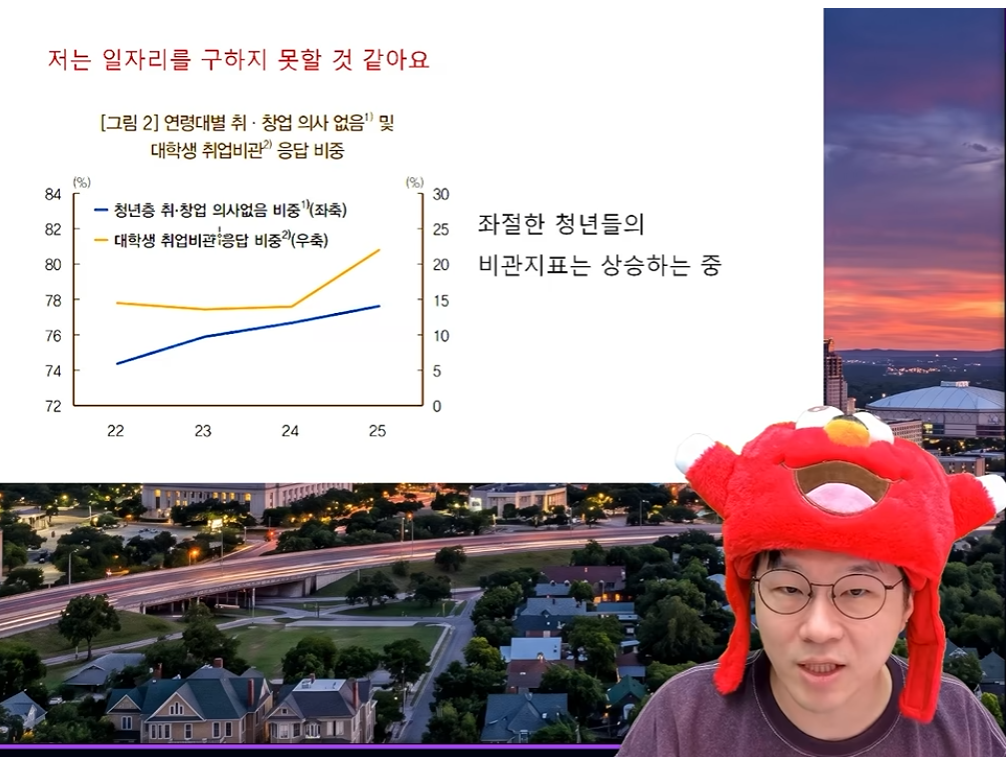 저는 일자리를 구하지 못할 것 같아요
[그림 2] 연령대별 취·창업 의사 없음1) 및
대학생 취업비관2) 응답 비중
(%) (%)
청년층 취·창업 의사없음 비중1)(좌축)
대학생 취업비관 응답 비중2)(우축)
84 30
82 25
80 20
78 15
76 10
74 5
72 0
22 23 24 25
좌절한 청년들의
비관지표는 상승하는 중